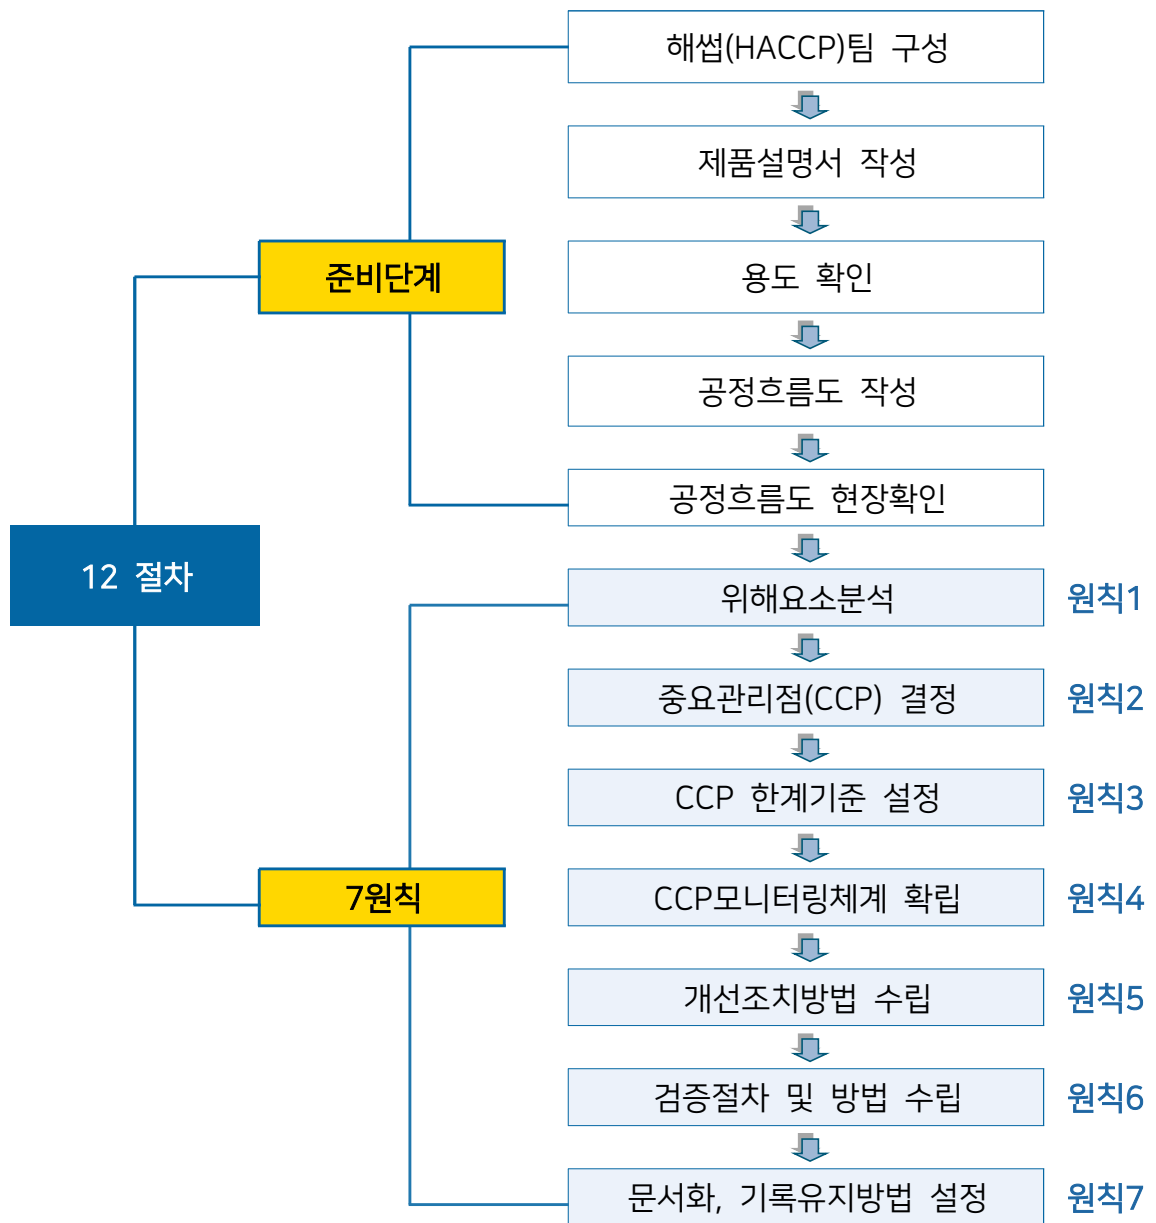 해썹(HACCP)팀 구성
제품설명서 작성
준비단계
용도 확인
공정흐름도 작성
공정흐름도 현장확인
12 절차
위해요소분석
원칙1
중요관리점(CCP) 결정
원칙2
CCP 한계기준 설정
원칙3
7원칙
CCP모니터링체계 확립
원칙4
개선조치방법 수립
원칙5
검증절차 및 방법 수립
원칙6
문서화, 기록유지방법 설정
원칙7